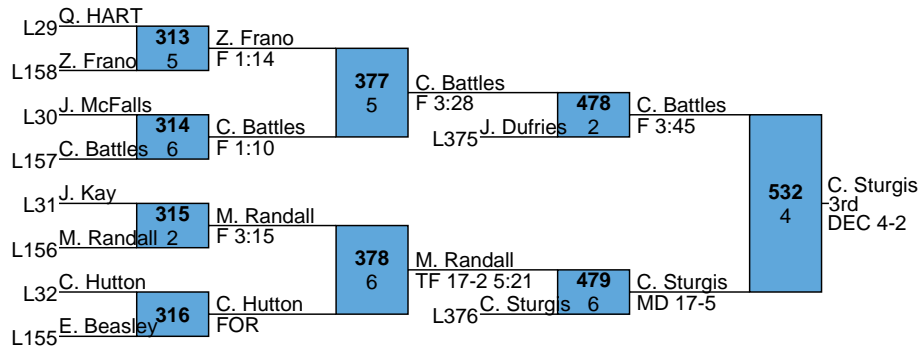 Q. HART
L29
313
5
Z. Frano
F 1:14
L158
Z. Frano
377
5
C. Battles
F 3:28
J. McFalls
L30
314
6
C. Battles
F 1:10
L157
C. Battles
478
2
C. Battles
F 3:45
L375
J. Dufries
J. Kay
L31
315
2
M. Randall
F 3:15
L156
M. Randall
378
6
M. Randall
TF 17-2 5:21
C. Hutton
L32
316
C. Hutton
FOR
L155
E. Beasley
479
6
C. Sturgis
MD 17-5
L376
C. Sturgis
532
4
C. Sturgis
3rd
DEC 4-2